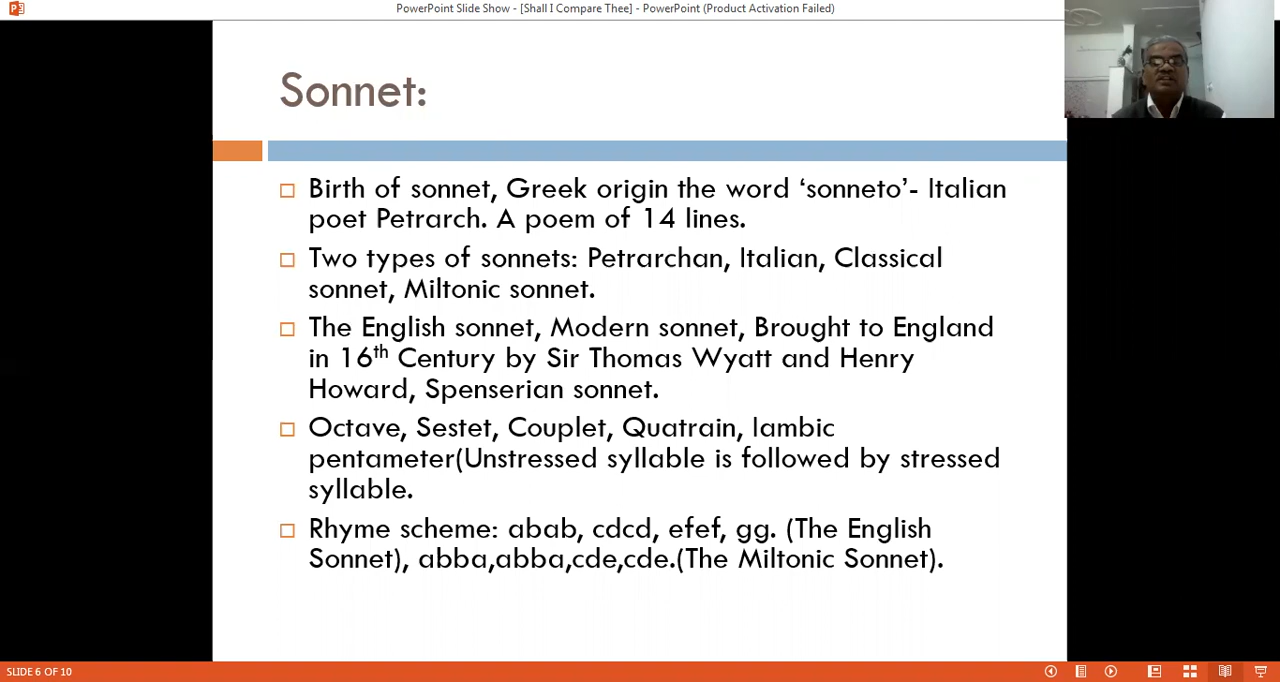 PowerPoint Slide Show - [Shall I Compare Thee] - PowerPoint (Product Activation Failed)
Sonnet:
Birth of sonnet, Greek origin the word ‘sonneto’- Italian
poet Petrarch. A poem of 14 lines.
Two types of sonnets: Petrarchan, Italian, Classical
sonnet, Miltonic sonnet.
The English sonnet, Modern sonnet, Brought to England
in 16th Century by Sir Thomas Wyatt and Henry
Howard, Spenserian sonnet.
Octave, Sestet, Couplet, Quatrain, Iambic
pentameter(Unstressed syllable is followed by stressed
syllable.
Rhyme scheme: abab, cdcd, efef, gg. (The English
Sonnet), abba,abba,cde,cde.(The Miltonic Sonnet).
SLIDE 6 OF 10